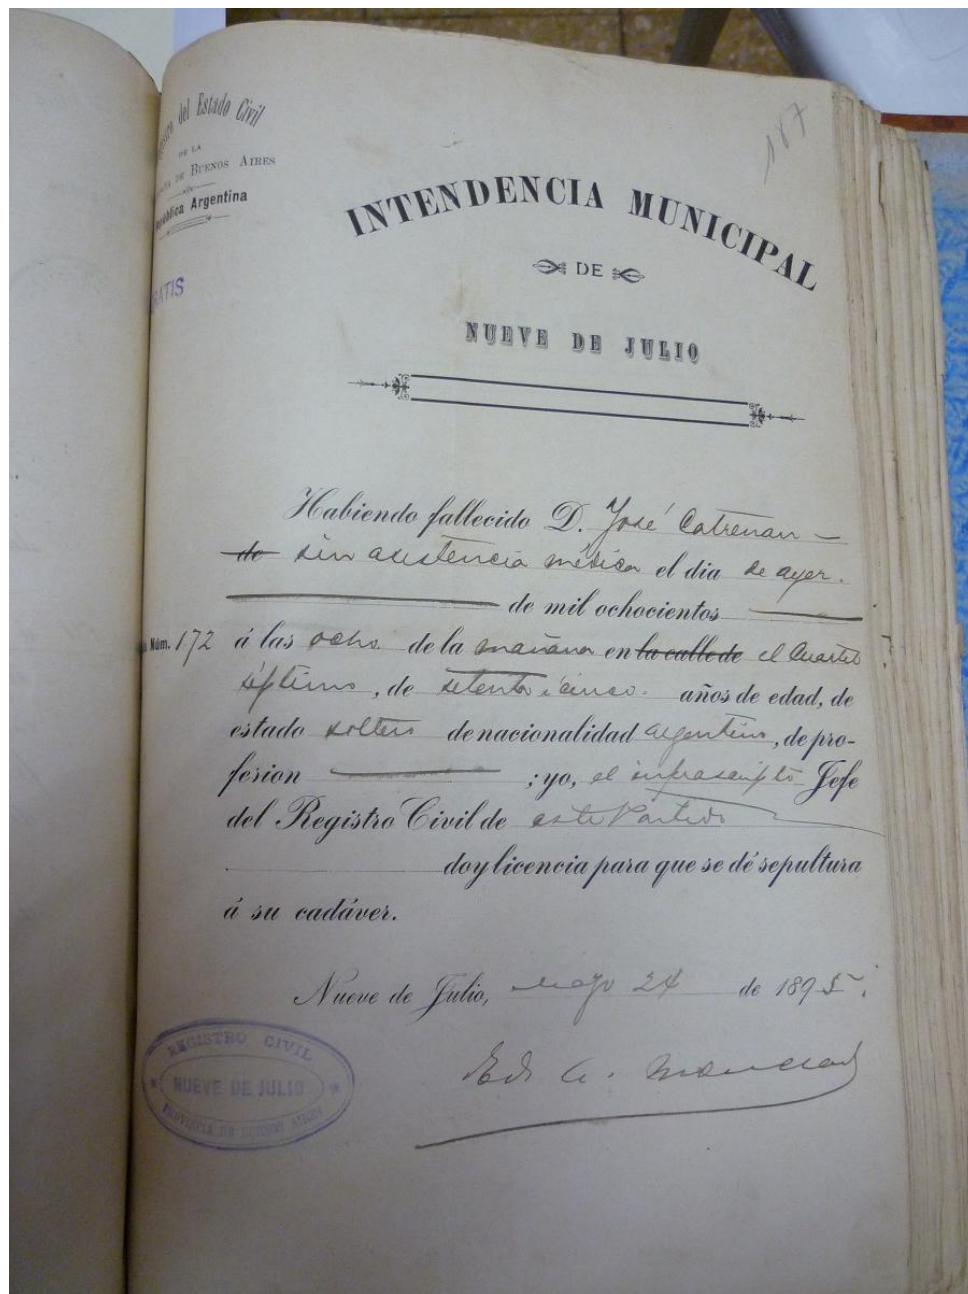 del Estado Civil
DE LA
DE BUENOS AIRES
República Argentina
187
INTENDENCIA MUNICIPAL
DE
NUEVE DE JULIO
Habiendo fallecido D. José Catrenan
de sin asistencia médica el dia de ayer.
de mil ochocientos
Núm. 172 á las ocho de la mañana en la calle de el Cuartel
séptimo, de setenta i cinco años de edad, de
estado soltero de nacionalidad argentino, de pro-
fesion ; yo, el infrascripto Jefe
del Registro Civil de este Partido
doy licencia para que se dé sepultura
á su cadáver.
Nueve de Julio, mayo 24 de 1895.
REGISTRO CIVIL
NUEVE DE JULIO
PROVINCIA DE BUENOS AIRES